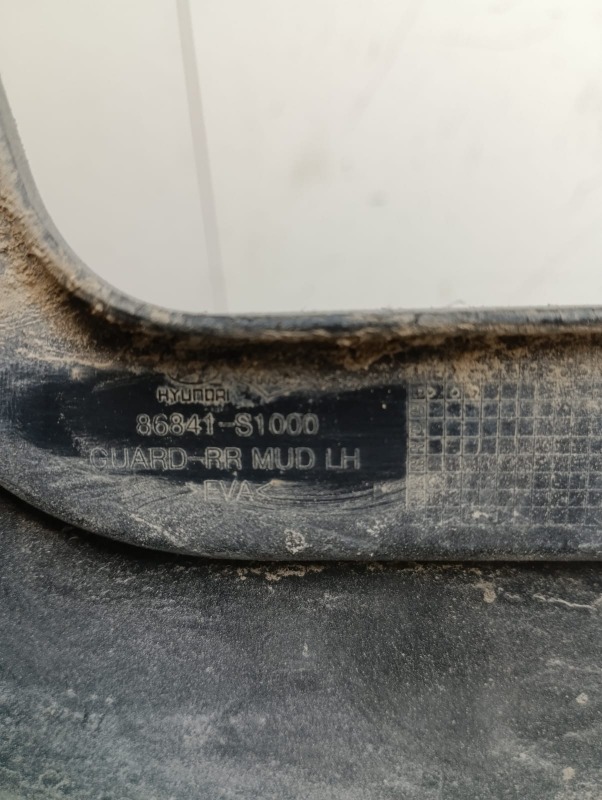 HYUNDAI
86841-S1000
GUARD-RR MUD LH
>EVA<